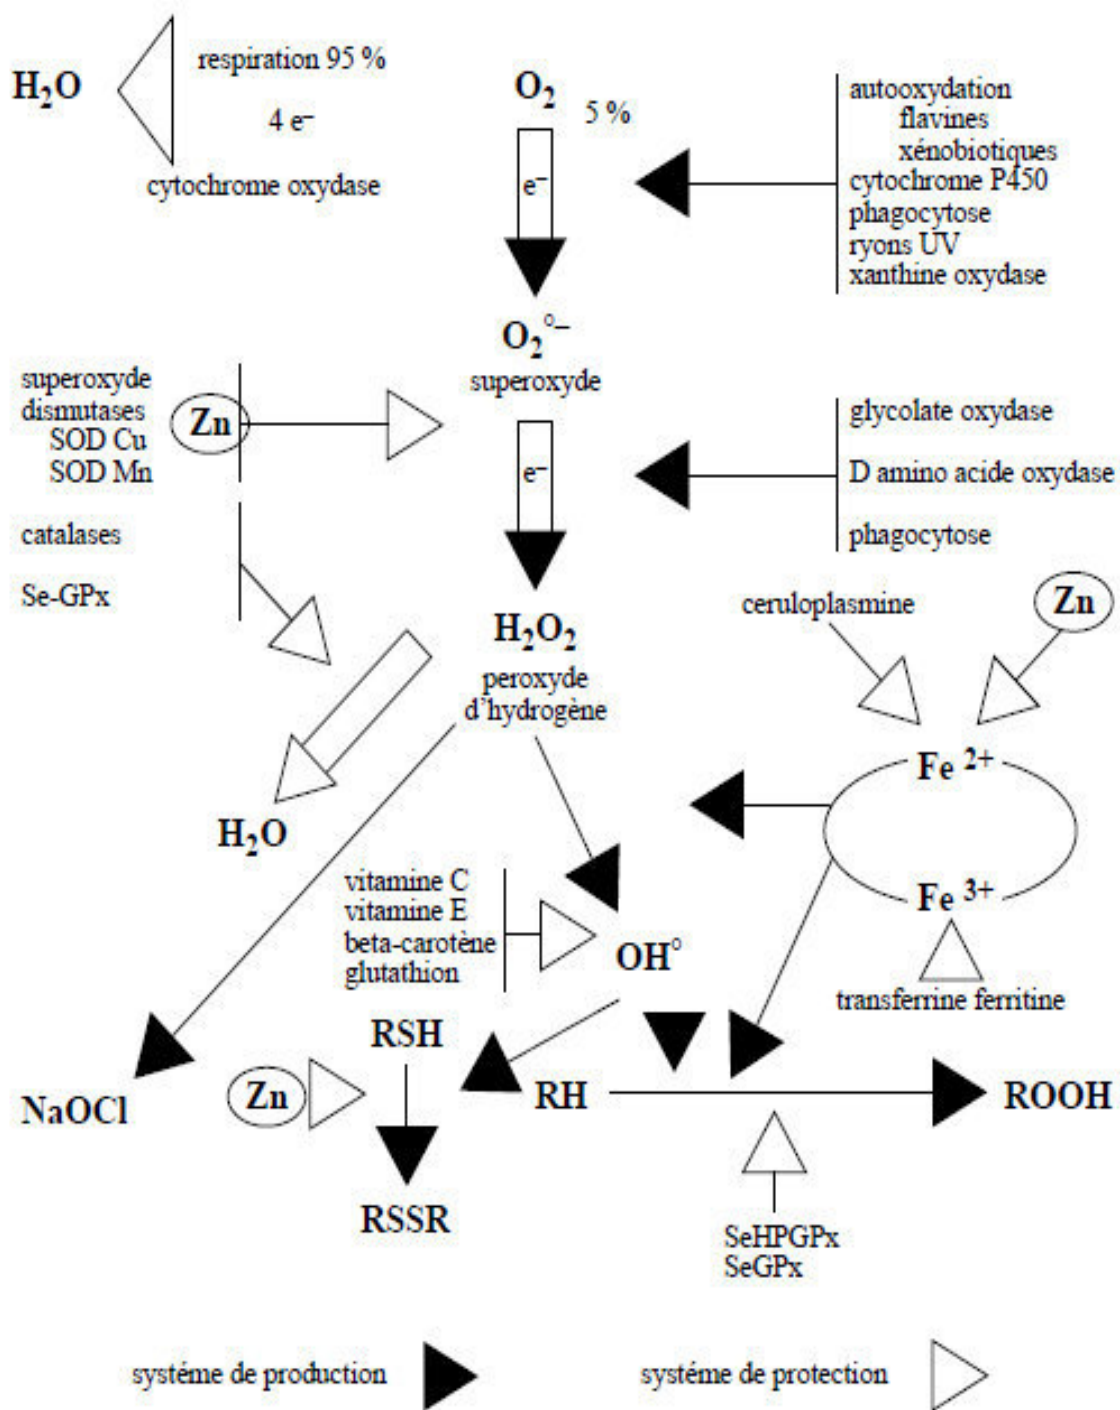 H₂O
respiration 95 %
4 e⁻
cytochrome oxydase
O₂
5 %
e⁻
autooxydation
flavines
xénobiotiques
cytochrome P450
phagocytose
ryons UV
xanthine oxydase
O₂°⁻
superoxyde
superoxyde
dismutases
SOD Cu
SOD Mn
Zn
e⁻
glycolate oxydase
D amino acide oxydase
phagocytose
catalases
Se-GPx
H₂O₂
peroxyde
d'hydrogène
ceruloplasmine
Zn
Fe ²⁺
Fe ³⁺
transferrine ferritine
H₂O
vitamine C
vitamine E
beta-carotène
glutathion
OH°
NaOCl
Zn
RSH
RSSR
RH
ROOH
SeHPGPx
SeGPx
systéme de production
systéme de protection